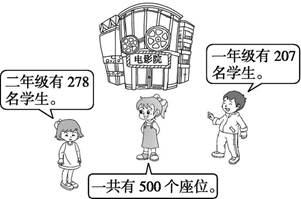 电影院
二年级有 278
名学生。
一年级有 207
名学生。
一共有 500 个座位。